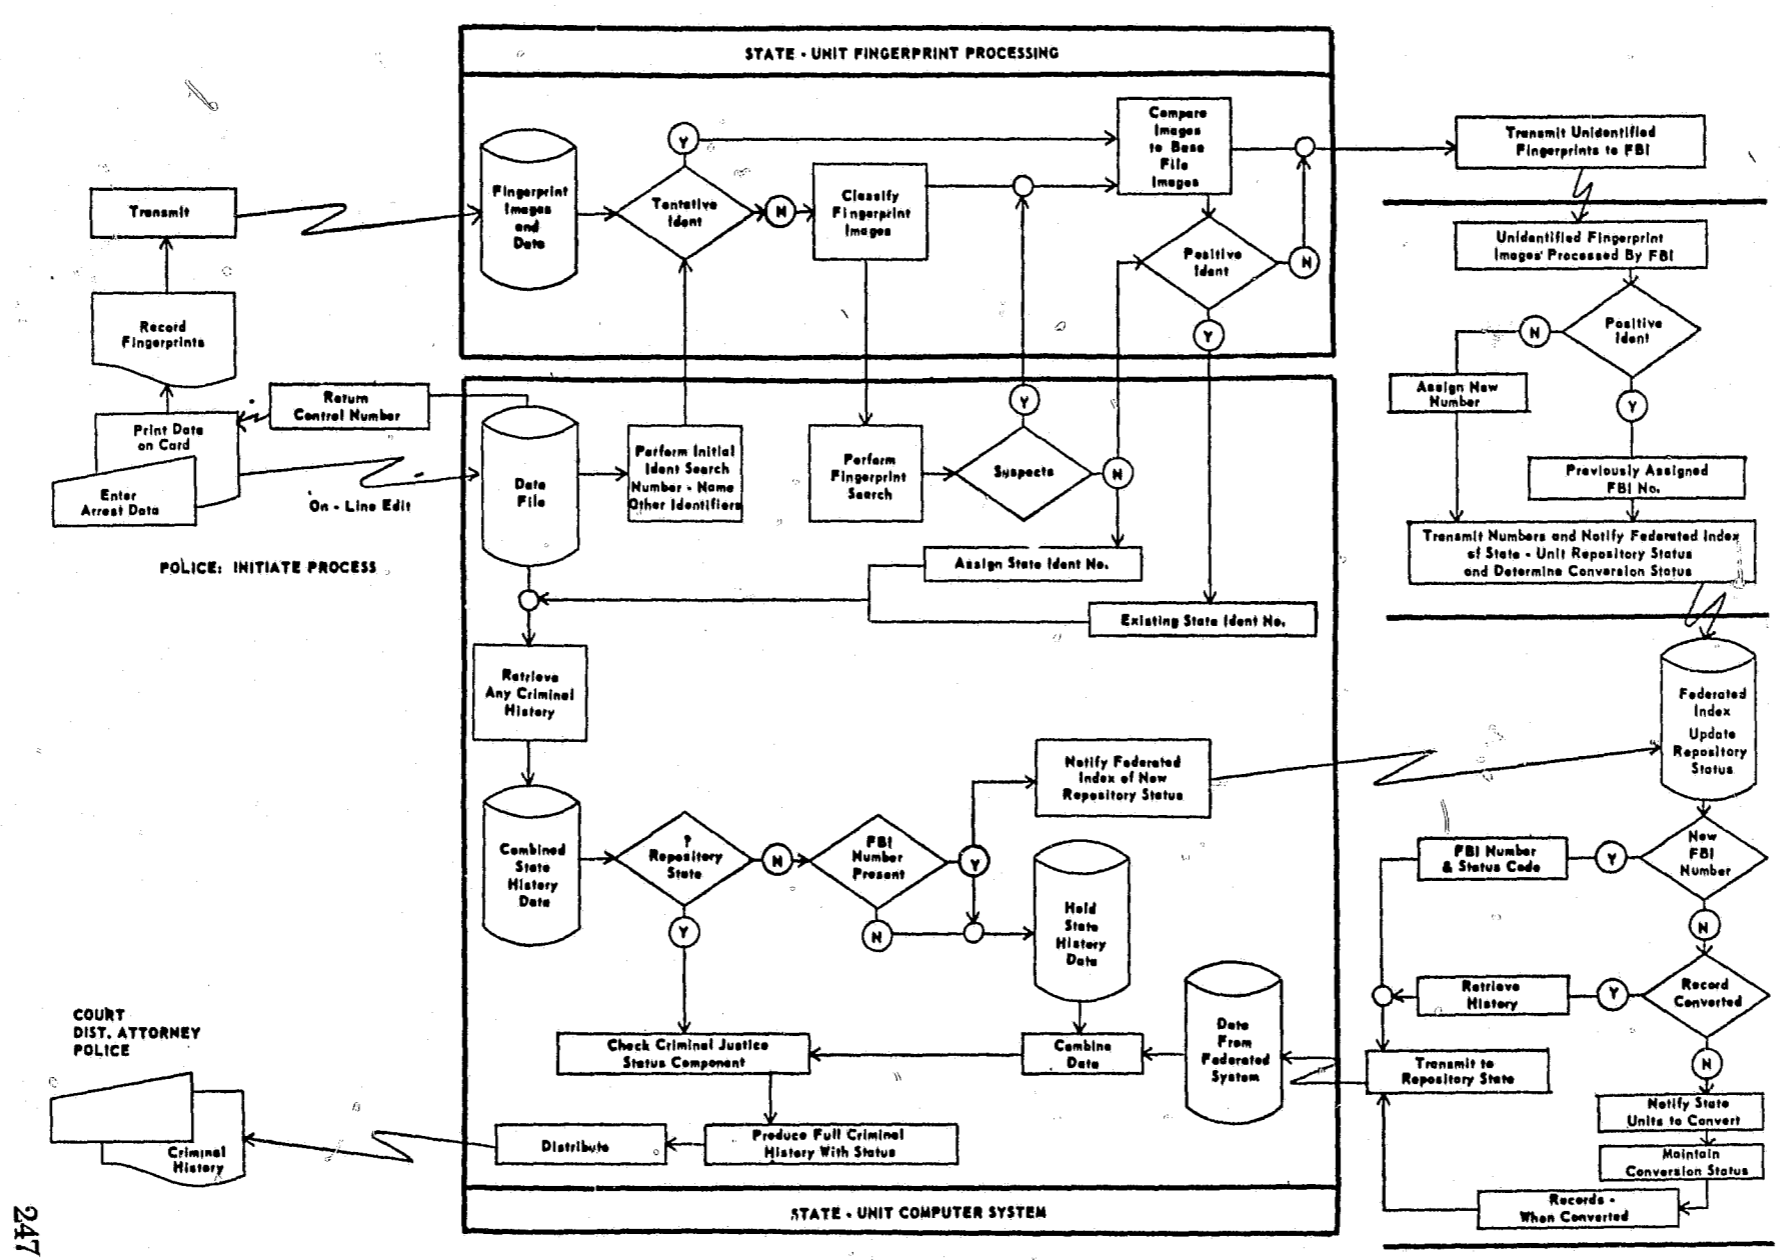 STATE - UNIT FINGERPRINT PROCESSING
Transmit
Record
Fingerprints
Return
Control Number
Print Data
on Card
Enter
Arrest Data
On - Line Edit
POLICE: INITIATE PROCESS
Fingerprint
Images
and
Data
Y
Tentative
Ident
N
Classify
Fingerprint
Images
Compare
Images
to Base
File
Images
Positive
Ident
N
Y
Transmit Unidentified
Fingerprints to FBI
Unidentified Fingerprint
Images Processed By FBI
Positive
Ident
N
Y
Assign New
Number
Previously Assigned
FBI No.
Transmit Numbers and Notify Federated Index
of State - Unit Repository Status
and Determine Conversion Status
Data
File
Perform Initial
Ident Search
Number - Name
Other Identifiers
Perform
Fingerprint
Search
Y
Suspects
N
Assign State Ident No.
Existing State Ident No.
Retrieve
Any Criminal
History
Combined
State
History
Data
?
Repository
State
N
Y
FBI
Number
Present
Y
N
Notify Federated
Index of New
Repository Status
Hold
State
History
Data
Federated
Index
Update
Repository
Status
New
FBI
Number
Y
FBI Number
& Status Code
N
Record
Converted
Y
Retrieve
History
N
Transmit to
Repository State
Notify State
Units to Convert
Maintain
Conversion Status
Records -
When Converted
Data
From
Federated
System
Combine
Data
Check Criminal Justice
Status Component
Produce Full Criminal
History With Status
Distribute
COURT
DIST. ATTORNEY
POLICE
Criminal
History
STATE - UNIT COMPUTER SYSTEM
247